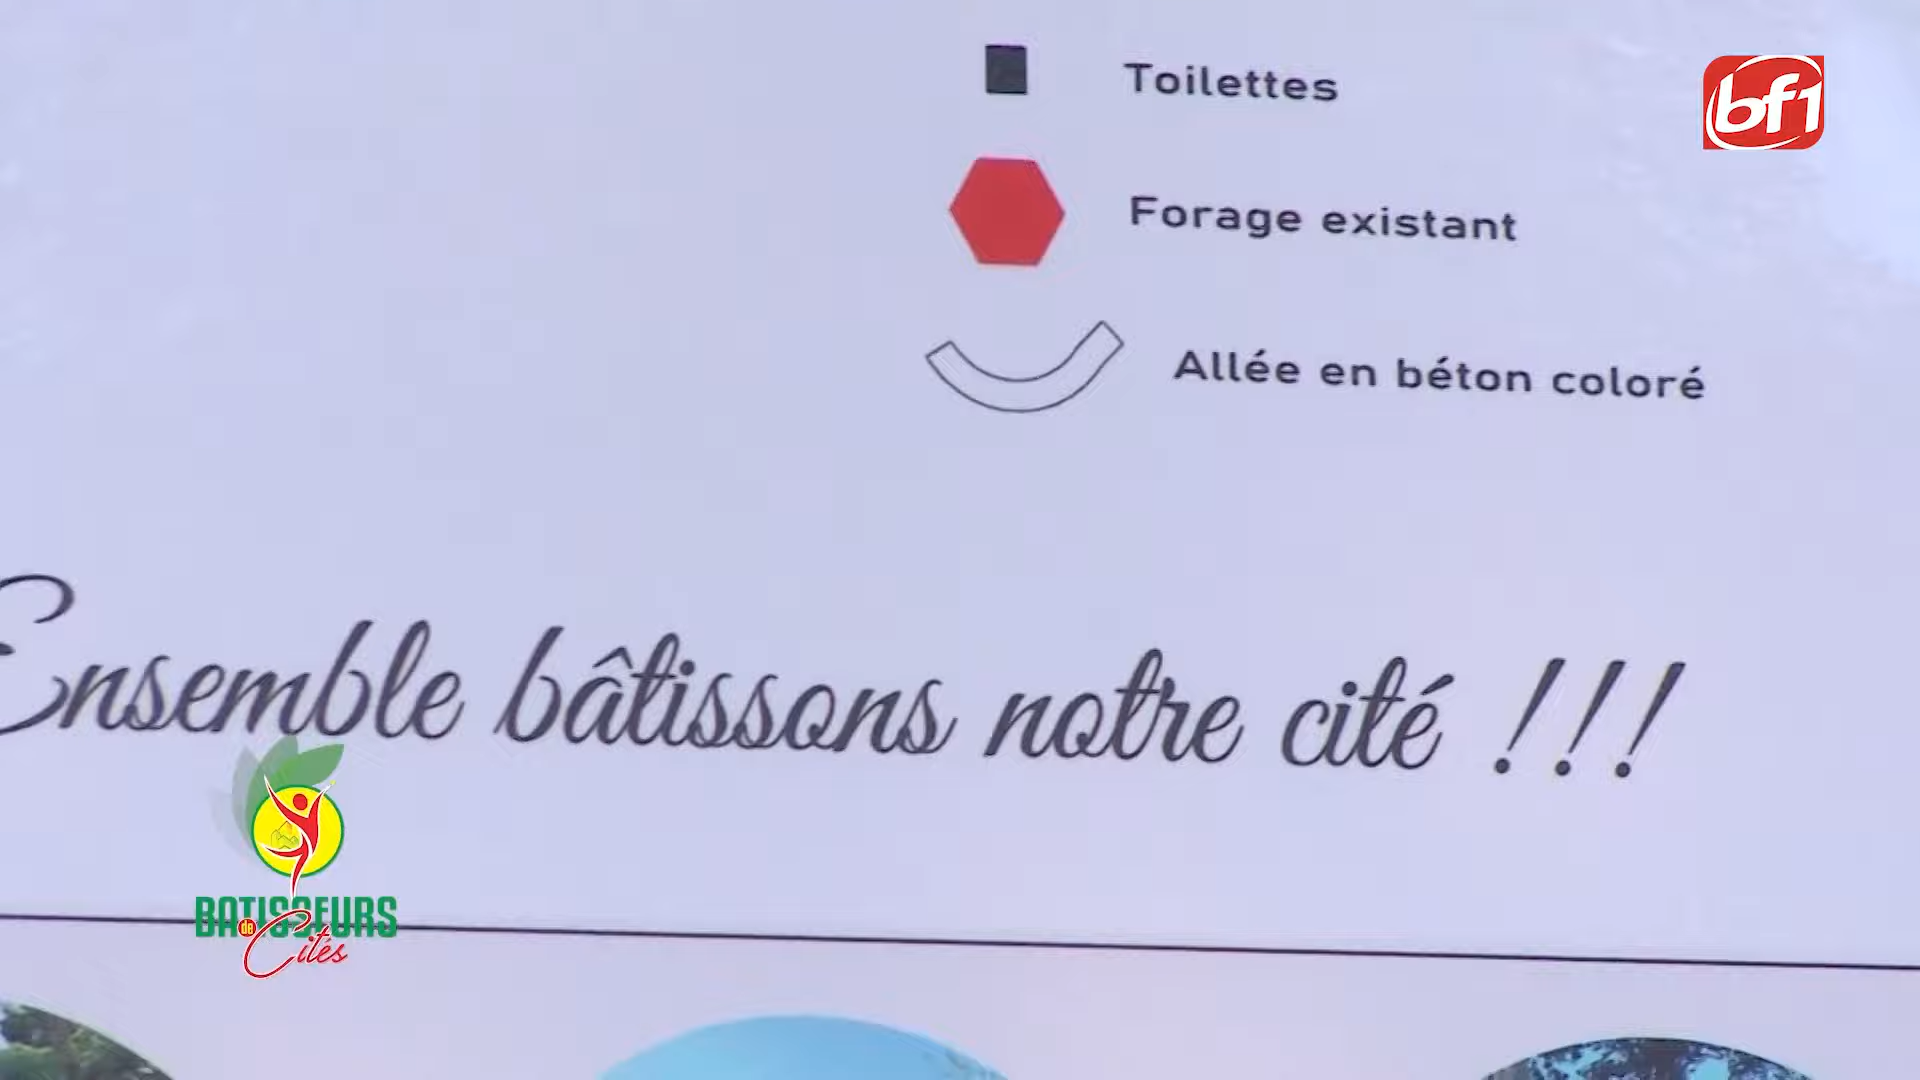 Toilettes
bf1
Forage existant
Allée en béton coloré
Ensemble bâtissons notre cité !!!
BATISSEURS
de
Cités